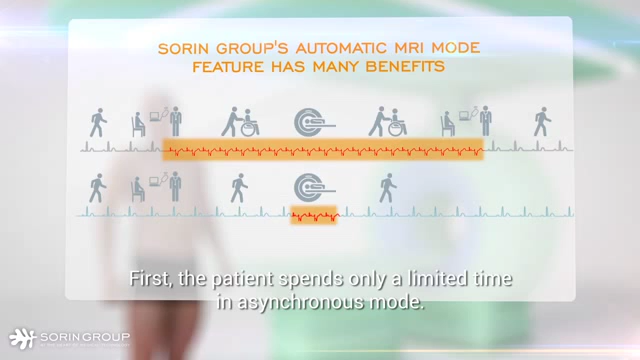 SORIN GROUP'S AUTOMATIC MRI MODE
FEATURE HAS MANY BENEFITS
First, the patient spends only a limited time
in asynchronous mode.
SORIN GROUP